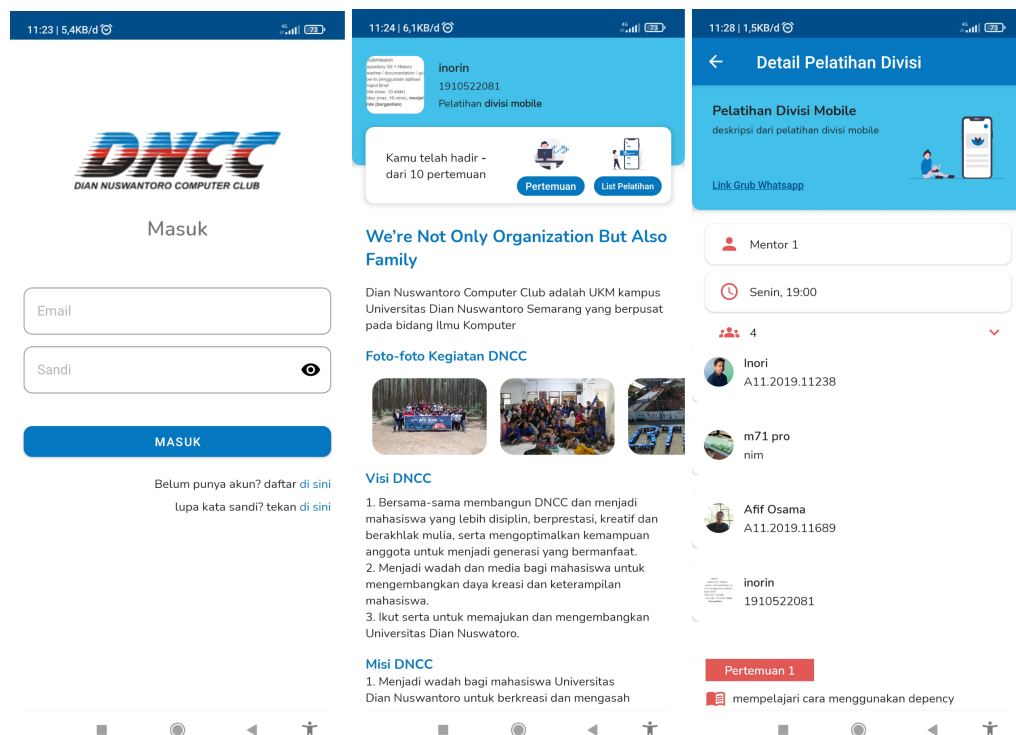 11:23 | 5,4KB/d
4G
73
DNCC
DIAN NUSWANTORO COMPUTER CLUB
Masuk
Email
Sandi
MASUK
Belum punya akun? daftar di sini
lupa kata sandi? tekan di sini
11:24 | 6,1KB/d
4G
73
inorin
1910522081
Pelatihan divisi mobile
Kamu telah hadir -
dari 10 pertemuan
Pertemuan
List Pelatihan
We're Not Only Organization But Also
Family
Dian Nuswantoro Computer Club adalah UKM kampus
Universitas Dian Nuswantoro Semarang yang berpusat
pada bidang Ilmu Komputer
Foto-foto Kegiatan DNCC
Visi DNCC
1. Bersama-sama membangun DNCC dan menjadi
mahasiswa yang lebih disiplin, berprestasi, kreatif dan
berakhlak mulia, serta mengoptimalkan kemampuan
anggota untuk menjadi generasi yang bermanfaat.
2. Menjadi wadah dan media bagi mahasiswa untuk
mengembangkan daya kreasi dan keterampilan
mahasiswa.
3. Ikut serta untuk memajukan dan mengembangkan
Universitas Dian Nuswatoro.
Misi DNCC
1. Menjadi wadah bagi mahasiswa Universitas
Dian Nuswantoro untuk berkreasi dan mengasah
11:28 | 1,5KB/d
4G
73
Detail Pelatihan Divisi
Pelatihan Divisi Mobile
deskripsi dari pelatihan divisi mobile
Link Grub Whatsapp
Mentor 1
Senin, 19:00
4
Inori
A11.2019.11238
m71 pro
nim
Afif Osama
A11.2019.11689
inorin
1910522081
Pertemuan 1
mempelajari cara menggunakan depency